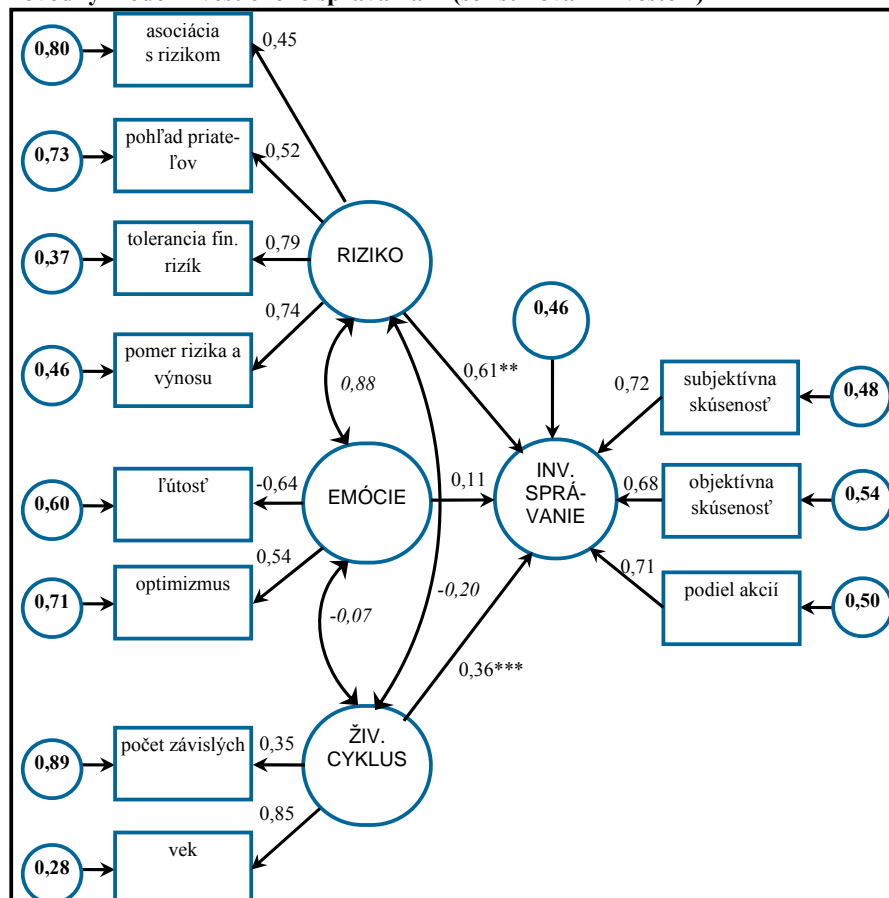 asociácia
s rizikom
0,80
0,45
pohľad priate-
ľov
0,73
0,52
tolerancia fin.
rizík
0,37
0,79
RIZIKO
pomer rizika a
výnosu
0,46
0,74
0,46
0,61**
0,88
subjektívna
skúsenosť
0,72
0,48
ľútosť
0,60
-0,64
EMÓCIE
0,11
INV.
SPRÁ-
VANIE
objektívna
skúsenosť
0,68
0,54
optimizmus
0,71
0,54
-0,07
-0,20
podiel akcií
0,71
0,50
0,36***
počet závislých
0,89
0,35
ŽIV.
CYKLUS
vek
0,28
0,85